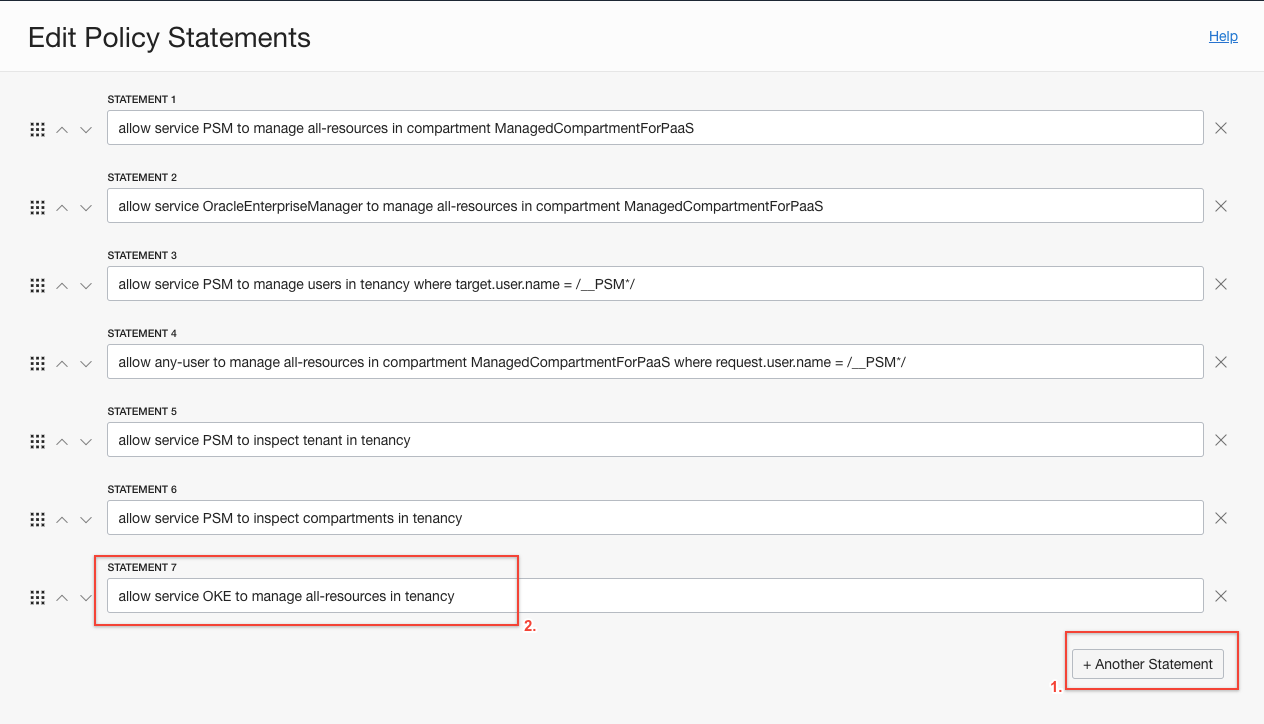 Edit Policy Statements
Help
STATEMENT 1
allow service PSM to manage all-resources in compartment ManagedCompartmentForPaaS
STATEMENT 2
allow service OracleEnterpriseManager to manage all-resources in compartment ManagedCompartmentForPaaS
STATEMENT 3
allow service PSM to manage users in tenancy where target.user.name = /__PSM*/
STATEMENT 4
allow any-user to manage all-resources in compartment ManagedCompartmentForPaaS where request.user.name = /__PSM*/
STATEMENT 5
allow service PSM to inspect tenant in tenancy
STATEMENT 6
allow service PSM to inspect compartments in tenancy
STATEMENT 7
allow service OKE to manage all-resources in tenancy
2.
+ Another Statement
1.